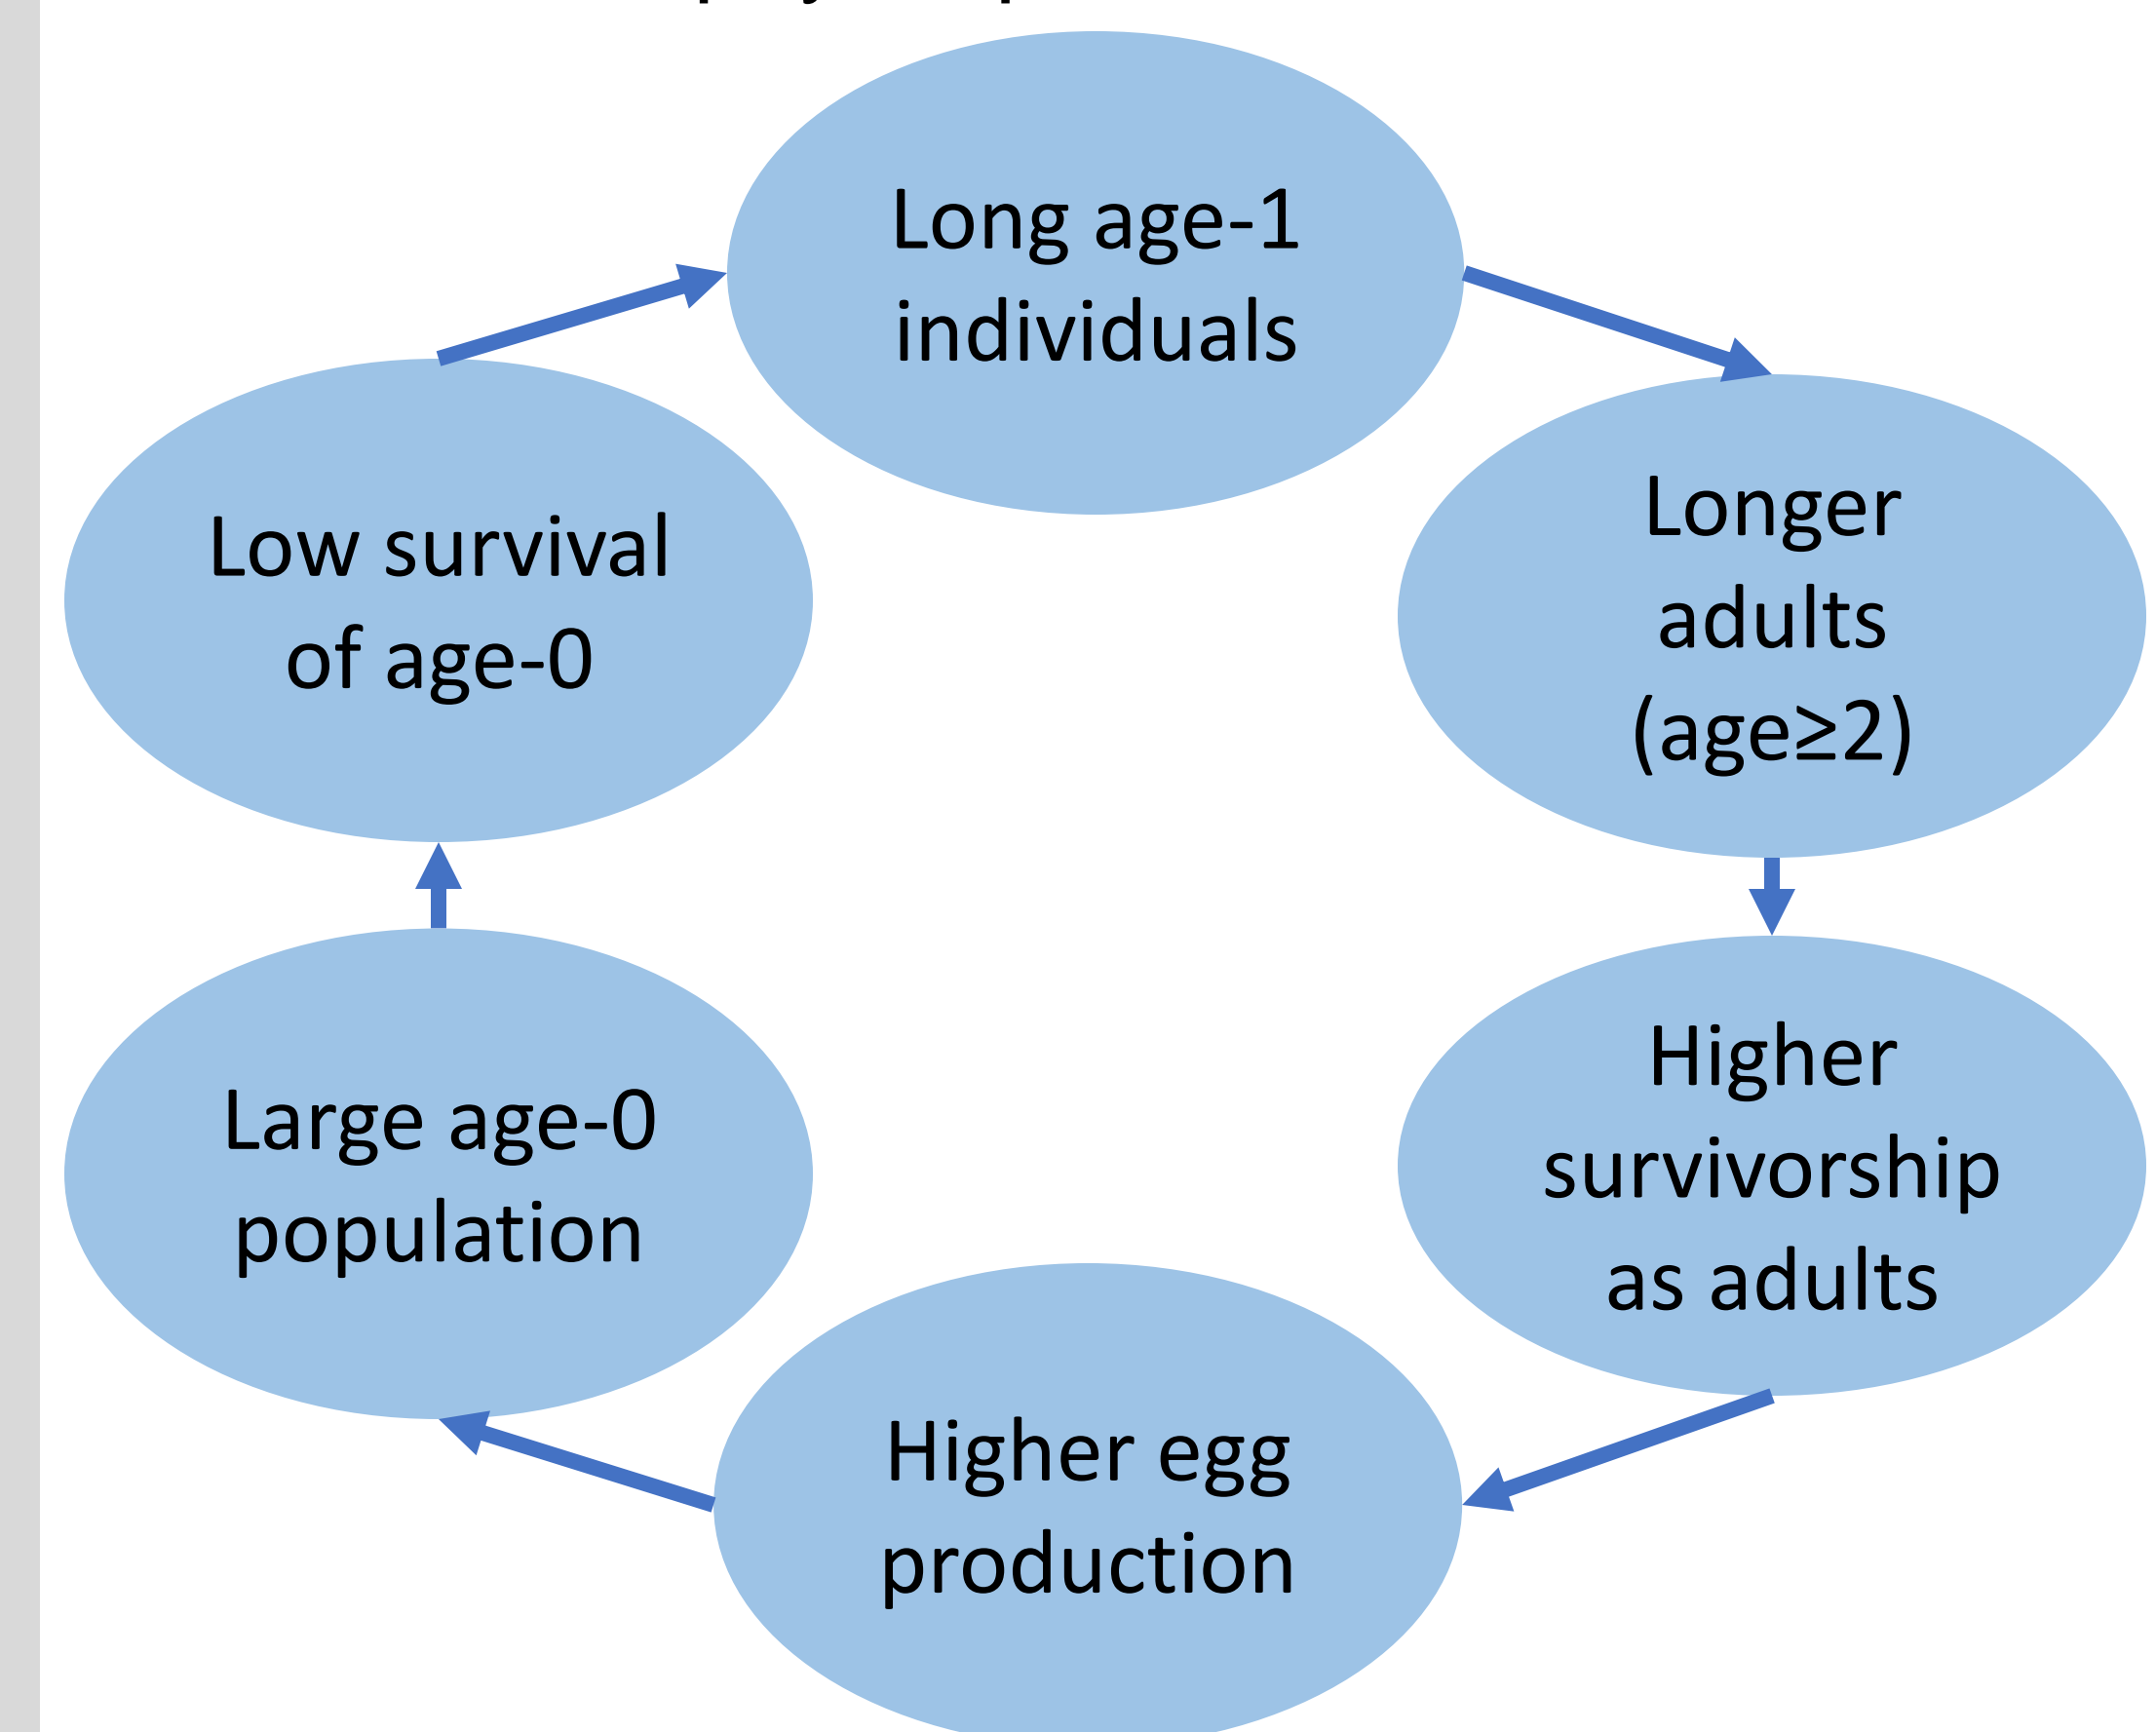 Long age-1
individuals
Longer
adults
(age≥2)
Higher
survivorship
as adults
Higher egg
production
Large age-0
population
Low survival
of age-0